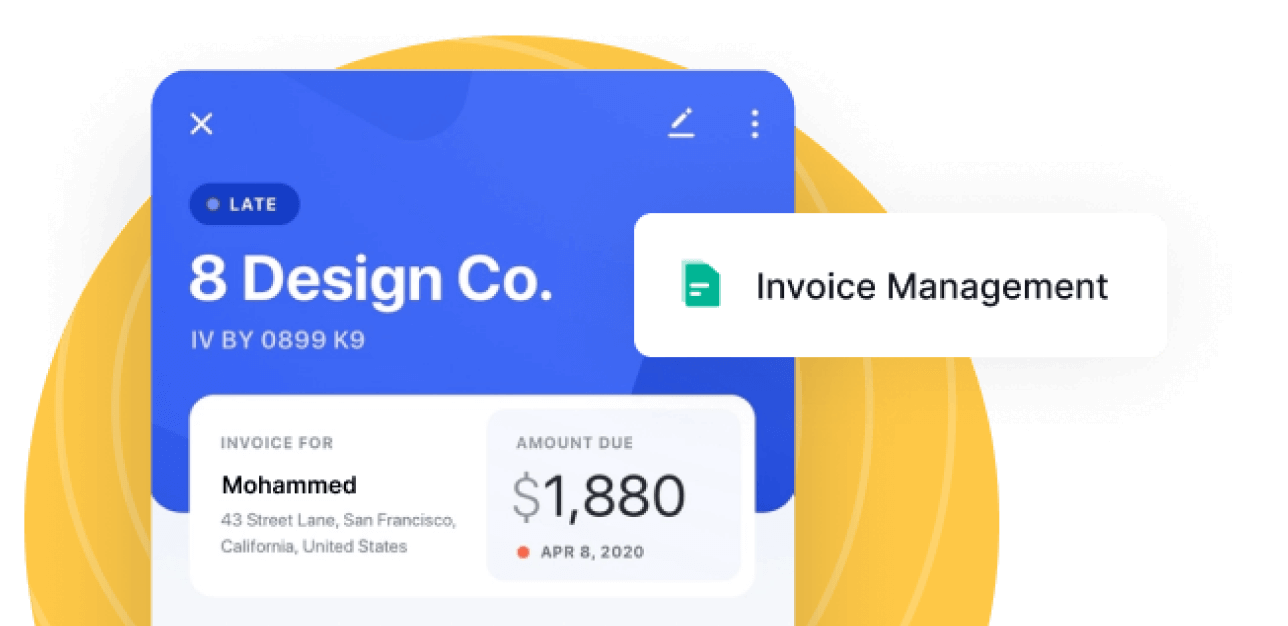 LATE
8 Design Co.
IV BY 0899 K9
Invoice Management
INVOICE FOR
Mohammed
43 Street Lane, San Francisco,
California, United States
AMOUNT DUE
$1,880
APR 8, 2020